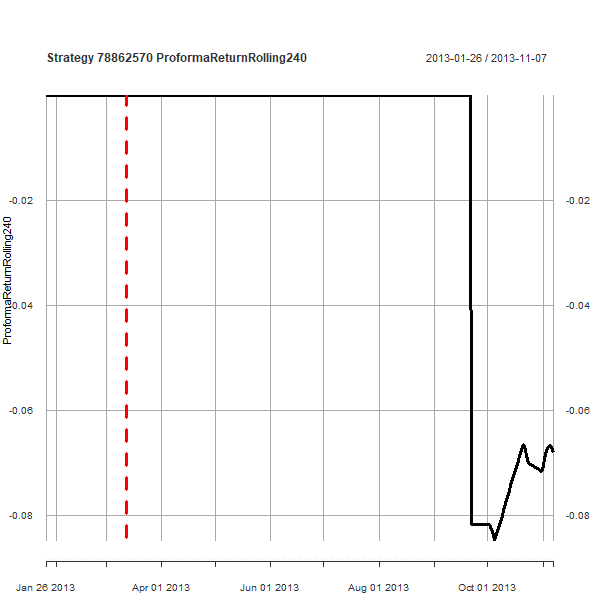 Strategy 78862570 ProformaReturnRolling240
2013-01-26 / 2013-11-07
-0.02
-0.02
-0.04
-0.04
-0.06
-0.06
-0.08
-0.08
ProformaReturnRolling240
Jan 26 2013
Apr 01 2013
Jun 01 2013
Aug 01 2013
Oct 01 2013